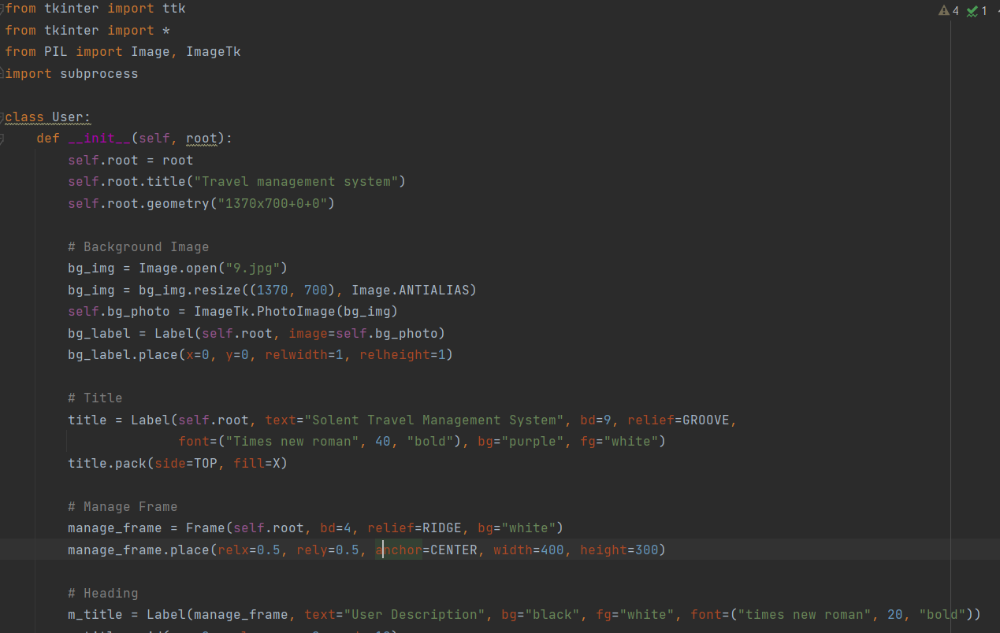 from tkinter import ttk
from tkinter import *
from PIL import Image, ImageTk
import subprocess
class User:
def __init__(self, root):
self.root = root
self.root.title("Travel management system")
self.root.geometry("1370x700+0+0")
# Background Image
bg_img = Image.open("9.jpg")
bg_img = bg_img.resize((1370, 700), Image.ANTIALIAS)
self.bg_photo = ImageTk.PhotoImage(bg_img)
bg_label = Label(self.root, image=self.bg_photo)
bg_label.place(x=0, y=0, relwidth=1, relheight=1)
# Title
title = Label(self.root, text="Solent Travel Management System", bd=9, relief=GROOVE,
font=("Times new roman", 40, "bold"), bg="purple", fg="white")
title.pack(side=TOP, fill=X)
# Manage Frame
manage_frame = Frame(self.root, bd=4, relief=RIDGE, bg="white")
manage_frame.place(relx=0.5, rely=0.5, anchor=CENTER, width=400, height=300)
# Heading
m_title = Label(manage_frame, text="User Description", bg="black", fg="white", font=("times new roman", 20, "bold"))
4 1